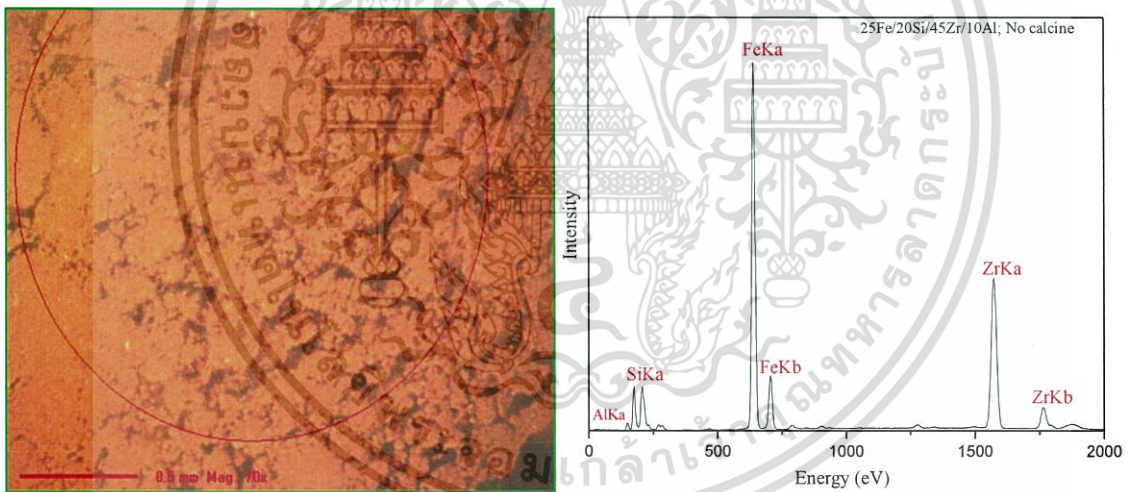 0.5 mm Mag. 70x
25Fe/20Si/45Zr/10Al; No calcine
FeKa
ZrKa
FeKb
SiKa
ZrKb
AlKa
Intensity
0
500
1000
1500
2000
Energy (eV)